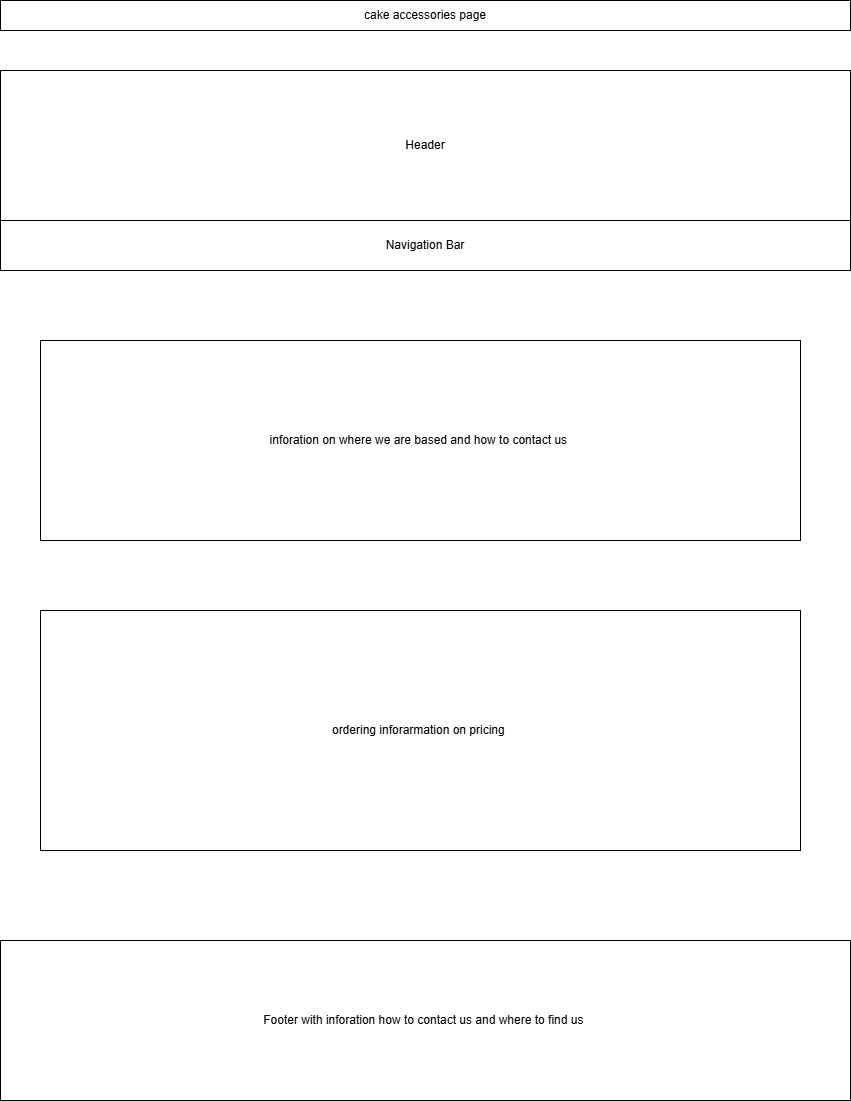 cake accessories page
Header
Navigation Bar
inforation on where we are based and how to contact us
ordering inforarmation on pricing
Footer with inforation how to contact us and where to find us